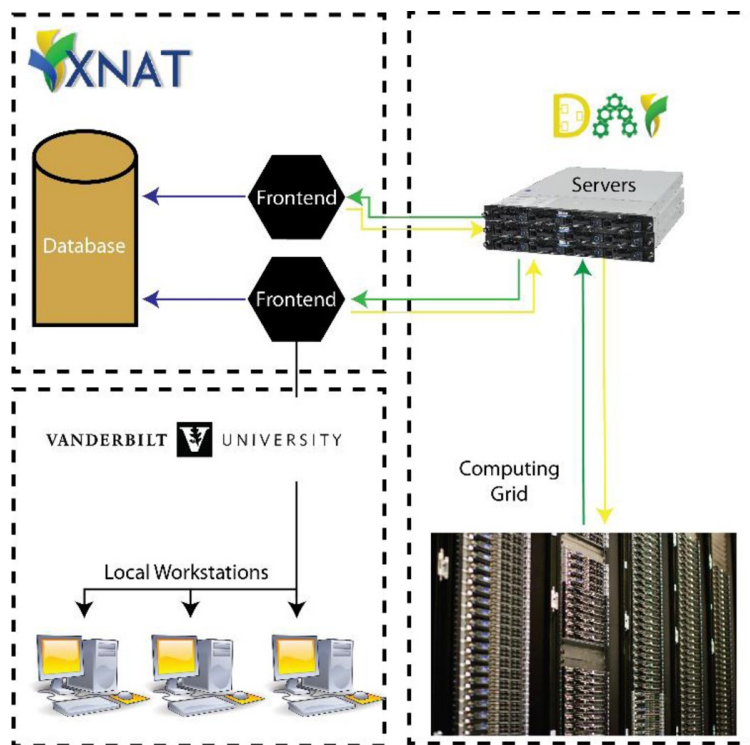 XNAT
DAX
Servers
Frontend
Database
Frontend
VANDERBILT V UNIVERSITY
Computing
Grid
Local Workstations